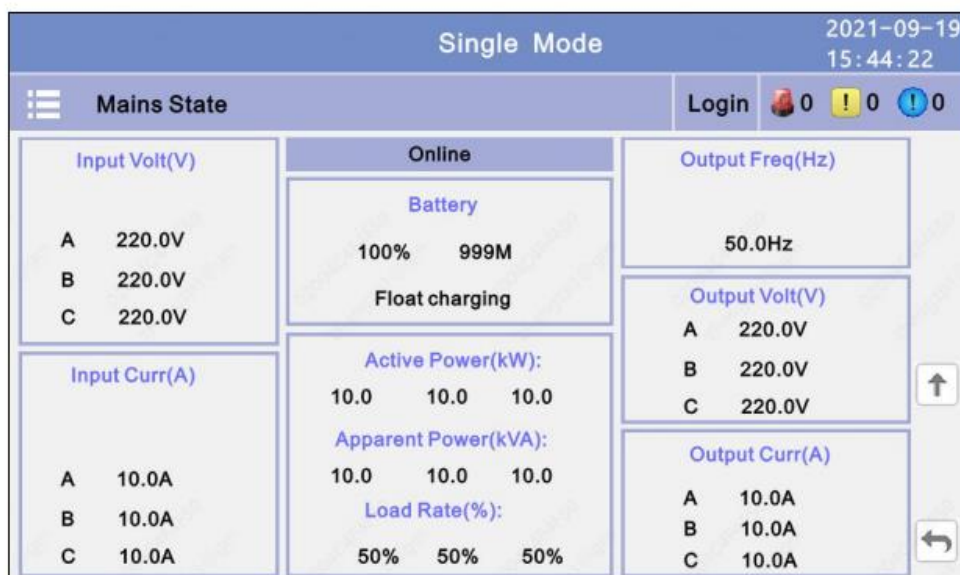 Single Mode
2021-09-19
15:44:22
Mains State
Login 0 ! 0 ! 0
Input Volt(V)
A 220.0V
B 220.0V
C 220.0V
Input Curr(A)
A 10.0A
B 10.0A
C 10.0A
Online
Battery
100% 999M
Float charging
Active Power(kW):
10.0 10.0 10.0
Apparent Power(kVA):
10.0 10.0 10.0
Load Rate(%):
50% 50% 50%
Output Freq(Hz)
50.0Hz
Output Volt(V)
A 220.0V
B 220.0V
C 220.0V
Output Curr(A)
A 10.0A
B 10.0A
C 10.0A